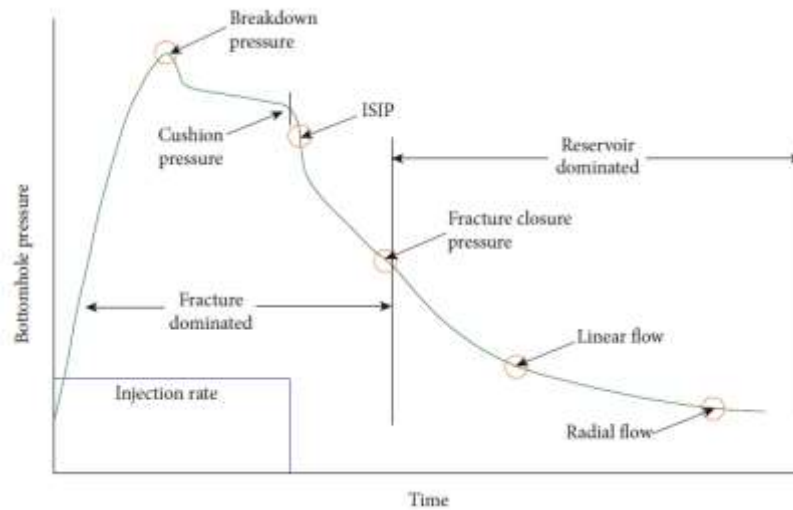 Breakdown
pressure
ISIP
Cushion
pressure
Reservoir
dominated
Fracture closure
pressure
Fracture
dominated
Linear flow
Injection rate
Radial flow
Bottomhole pressure
Time